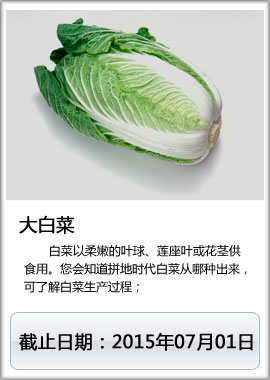 大白菜
白菜以柔嫩的叶球、莲座叶或花茎供
食用。您会知道拼地时代白菜从哪种出来，
可了解白菜生产过程；
截止日期：2015年07月01日